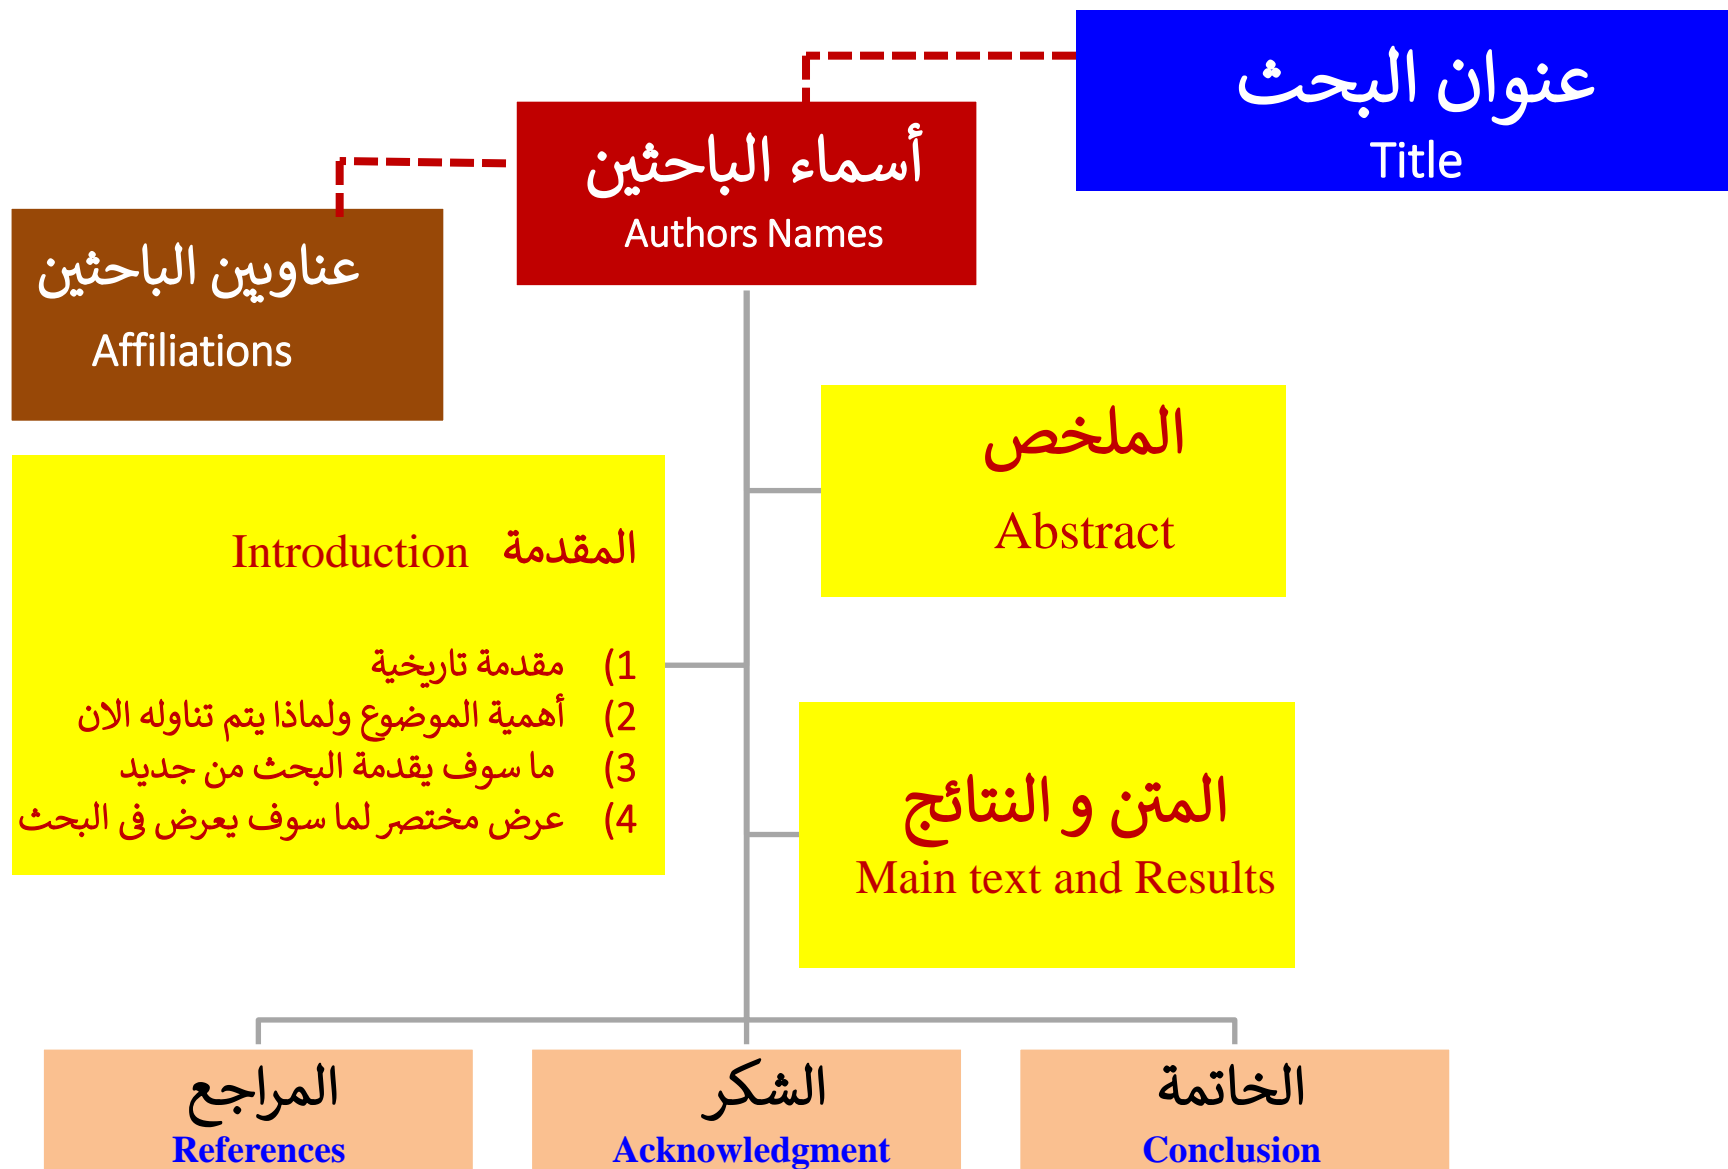 عنوان البحث
Title
أسماء الباحثين
Authors Names
عناويين الباحثين
Affiliations
الملخص
Abstract
المقدمة Introduction
1) مقدمة تاريخية
2) أهمية الموضوع ولماذا يتم تناوله الان
3) ما سوف يقدمة البحث من جديد
4) عرض مختصر لما سوف يعرض فى البحث
المتن و النتائج
Main text and Results
الخاتمة
Conclusion
الشكر
Acknowledgment
المراجع
References